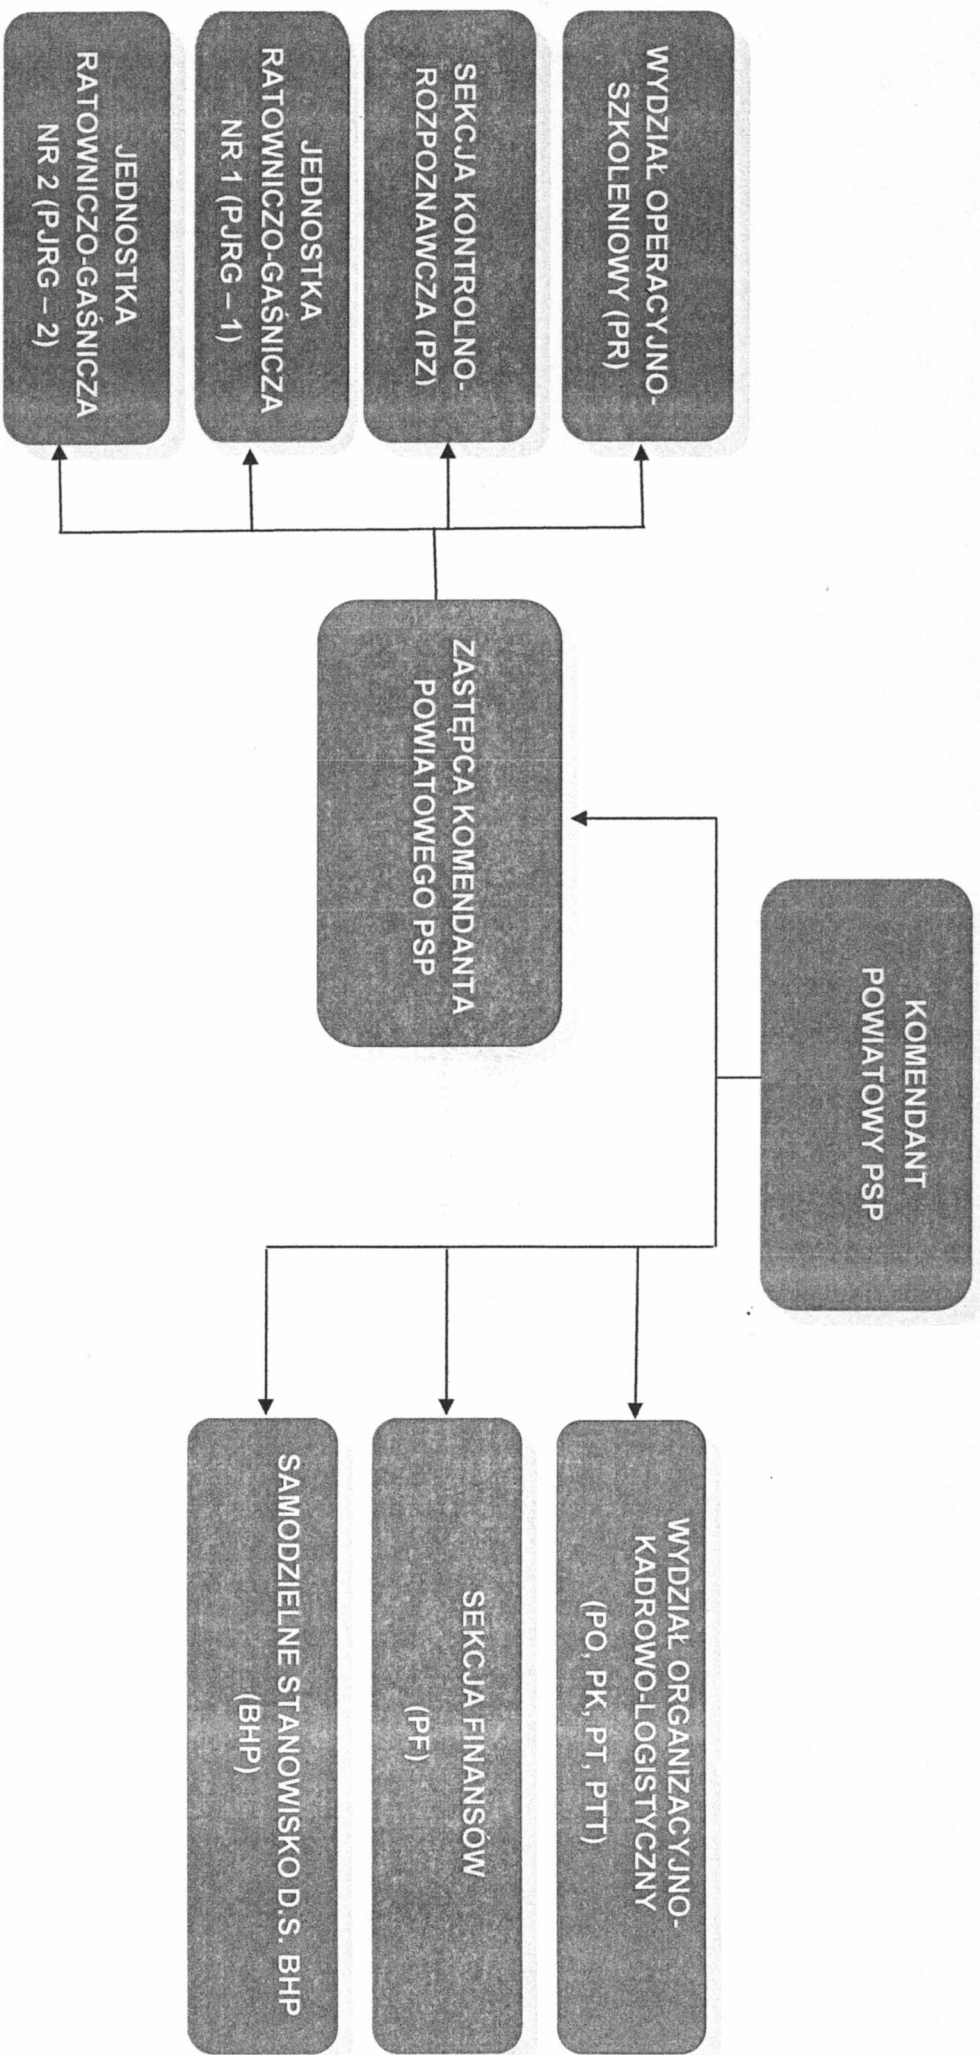 KOMENDANT
POWIATOWY PSP
ZASTĘPCA KOMENDANTA
POWIATOWEGO PSP
WYDZIAŁ OPERACYJNO-
SZKOLENIOWY (PR)
SEKCJA KONTROLNO-
ROZPOZNAWCZA (PZ)
JEDNOSTKA
RATOWNICZO-GAŚNICZA
NR 1 (PJRG – 1)
JEDNOSTKA
RATOWNICZO-GAŚNICZA
NR 2 (PJRG – 2)
WYDZIAŁ ORGANIZACYJNO-
KADROWO-LOGISTYCZNY
(PO, PK, PT, PTT)
SEKCJA FINANSÓW
(PF)
SAMODZIELNE STANOWISKO D.S. BHP
(BHP)